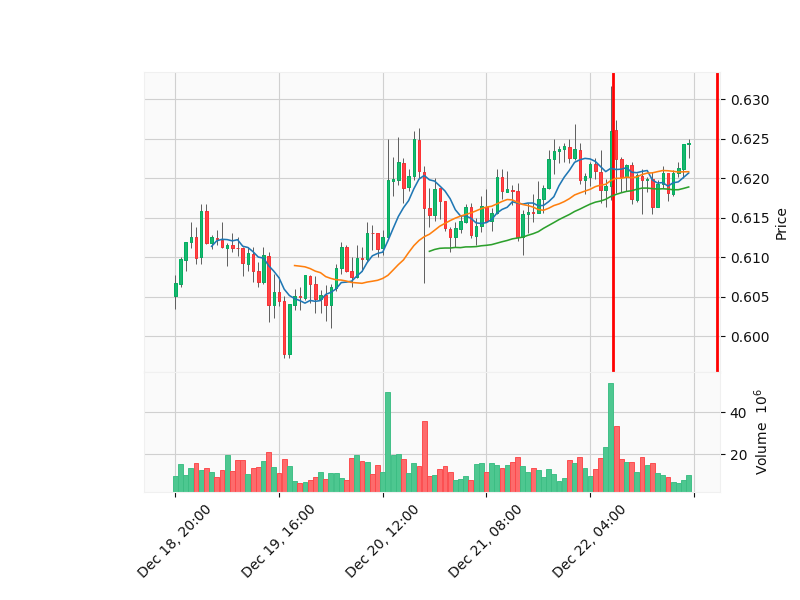 0.630
0.625
0.620
0.615
0.610
0.605
0.600
Price
40
20
Volume 10^6
Dec 18, 20:00
Dec 19, 16:00
Dec 20, 12:00
Dec 21, 08:00
Dec 22, 04:00